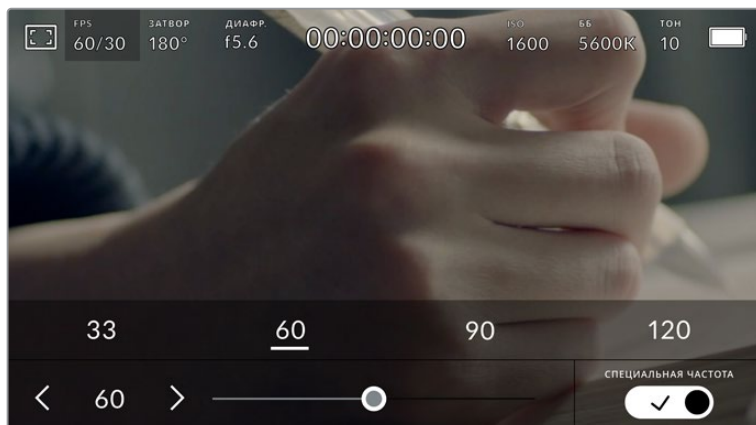 FPS ЗАТВОР ДИАФР. 00:00:00:00 ISO ББ ТОН
60/30 180° f5.6 1600 5600K 10
33 60 90 120
СПЕЦИАЛЬНАЯ ЧАСТОТА
60